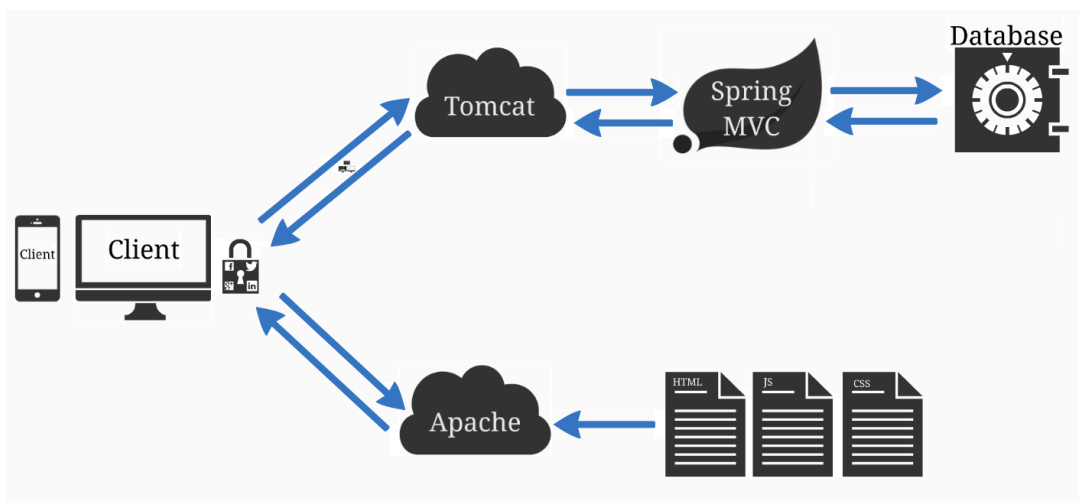 Database
Tomcat
Spring
MVC
Client
Client
Apache
HTML
JS
CSS